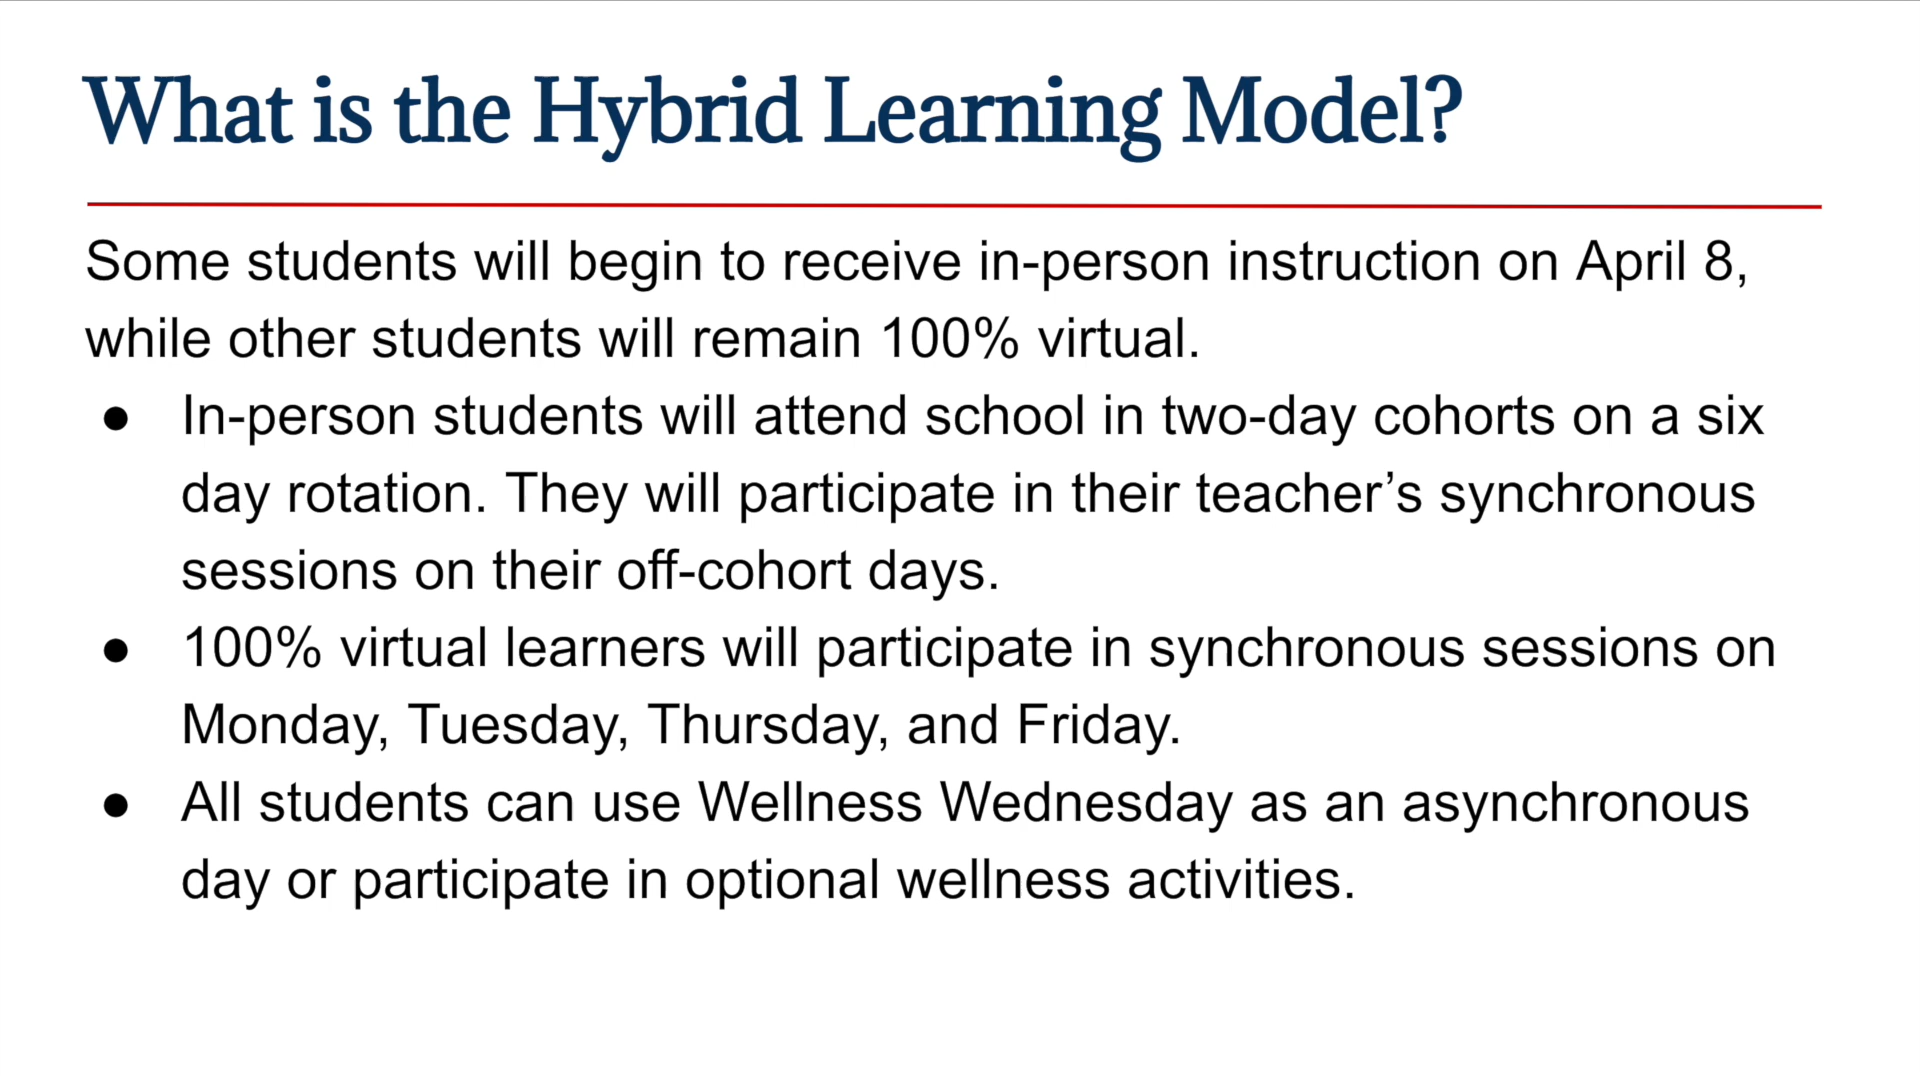 What is the Hybrid Learning Model?
Some students will begin to receive in-person instruction on April 8,
while other students will remain 100% virtual.
● In-person students will attend school in two-day cohorts on a six
day rotation. They will participate in their teacher’s synchronous
sessions on their off-cohort days.
● 100% virtual learners will participate in synchronous sessions on
Monday, Tuesday, Thursday, and Friday.
● All students can use Wellness Wednesday as an asynchronous
day or participate in optional wellness activities.